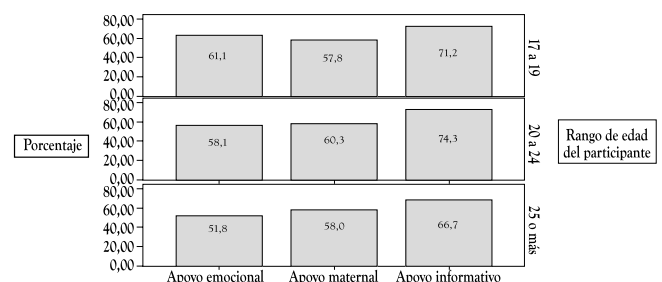 Porcentaje
80,00
60,00
40,00
20,00
0,00
61,1
57,8
71,2
17 a 19
80,00
60,00
40,00
20,00
0,00
58,1
60,3
74,3
20 a 24
80,00
60,00
40,00
20,00
0,00
51,8
58,0
66,7
25 o más
Apoyo emocional
Apoyo maternal
Apoyo informativo
Rango de edad
del participante